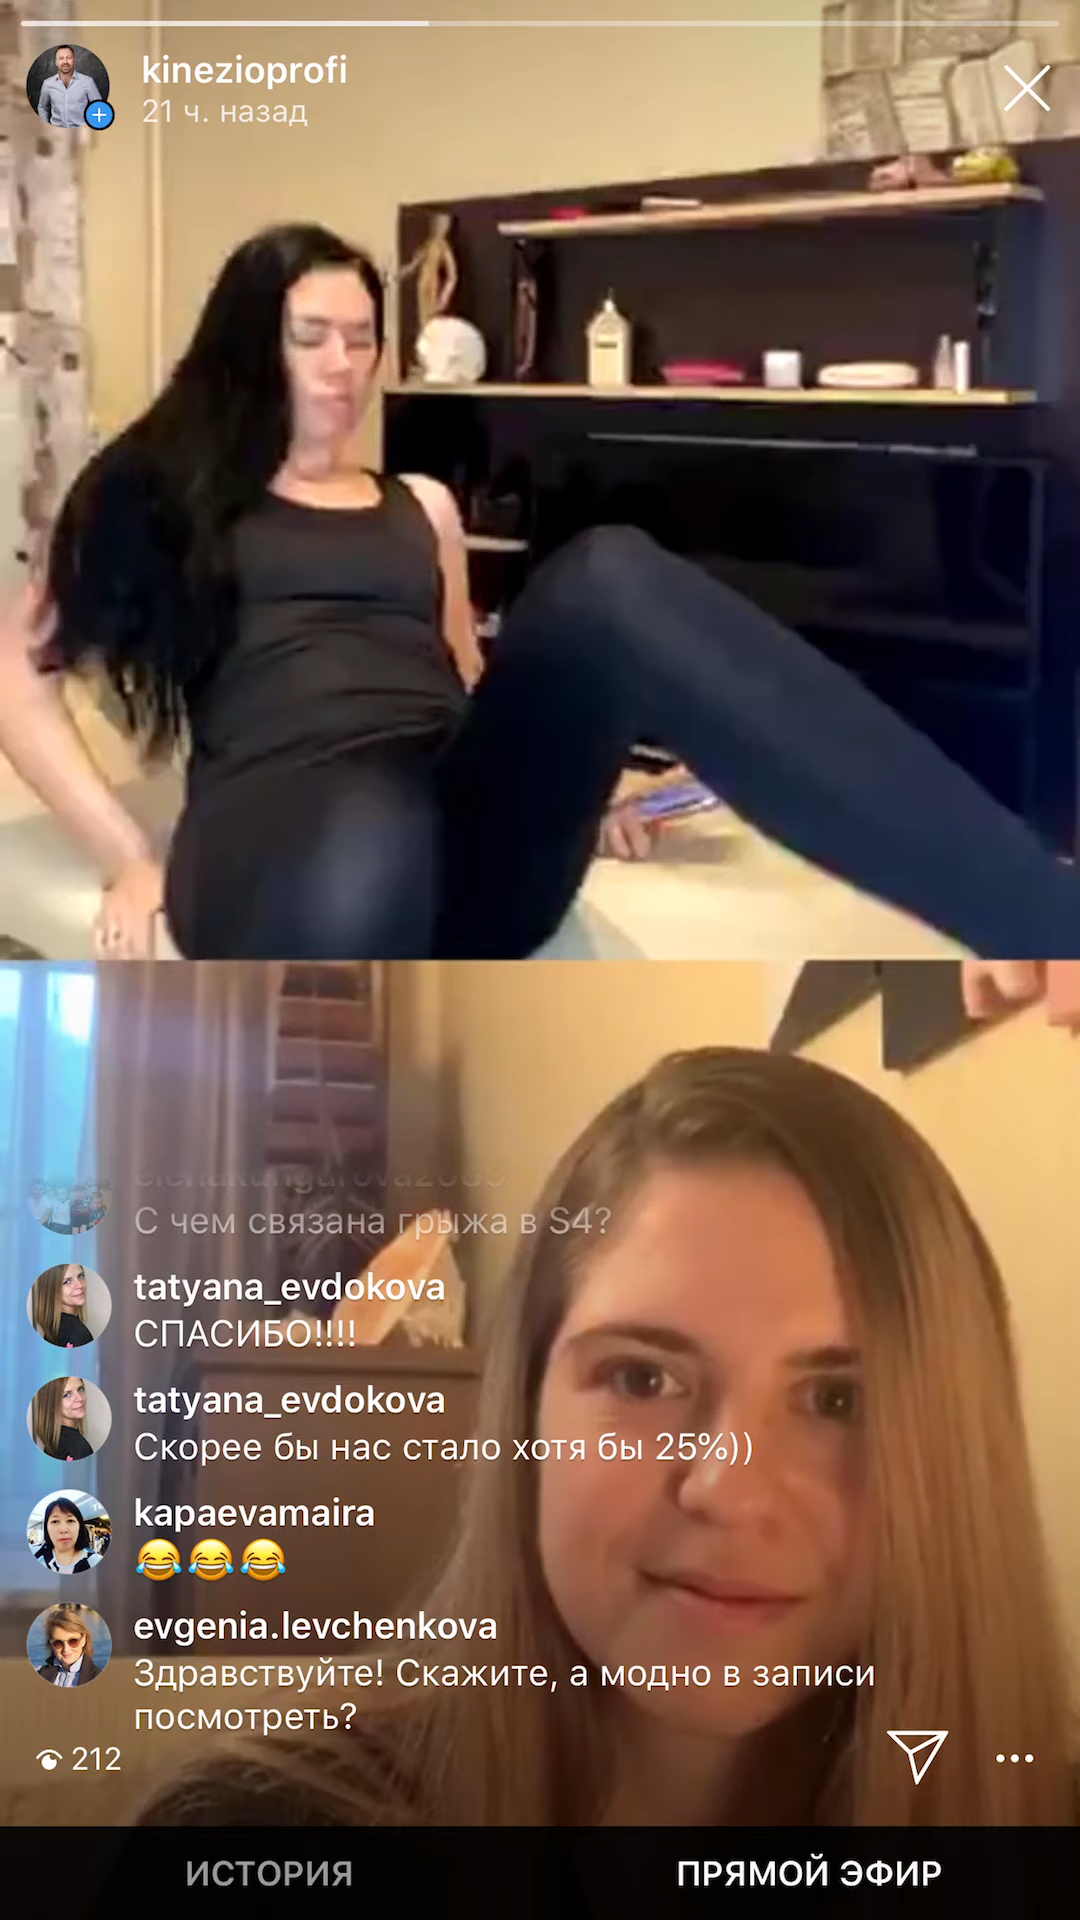 kinezioprofi
21 ч. назад
elenakungurova2083
С чем связана грыжа в S4?
tatyana_evdokova
СПАСИБО!!!!
tatyana_evdokova
Скорее бы нас стало хотя бы 25%))
kapaevamaira
😂😂😂
evgenia.levchenkova
Здравствуйте! Скажите, а модно в записи
посмотреть?
212
ИСТОРИЯ
ПРЯМОЙ ЭФИР